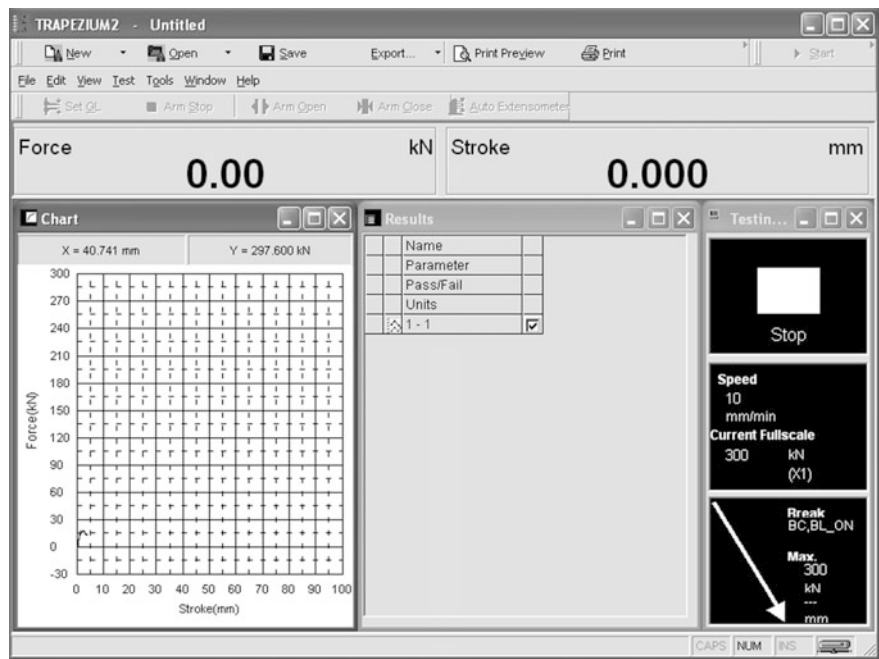 TRAPEZIUM2 - Untitled
New Open Save Export... Print Preview Print Start
File Edit View Test Tools Window Help
Set GL Arm Stop Arm Open Arm Close Auto Extensometer
Force kN Stroke mm
0.00 0.000
Chart
X = 40.741 mm Y = 297.600 kN
300
270
240
210
180
150
120
90
60
30
0
-30
Force(kN)
0 10 20 30 40 50 60 70 80 90 100
Stroke(mm)
Results
Name
Parameter
Pass/Fail
Units
1 - 1
Testin...
Stop
Speed
10
mm/min
Current Fullscale
300 kN
(X1)
Break
BC,BL_ON
Max.
300
kN
---
mm
CAPS NUM INS